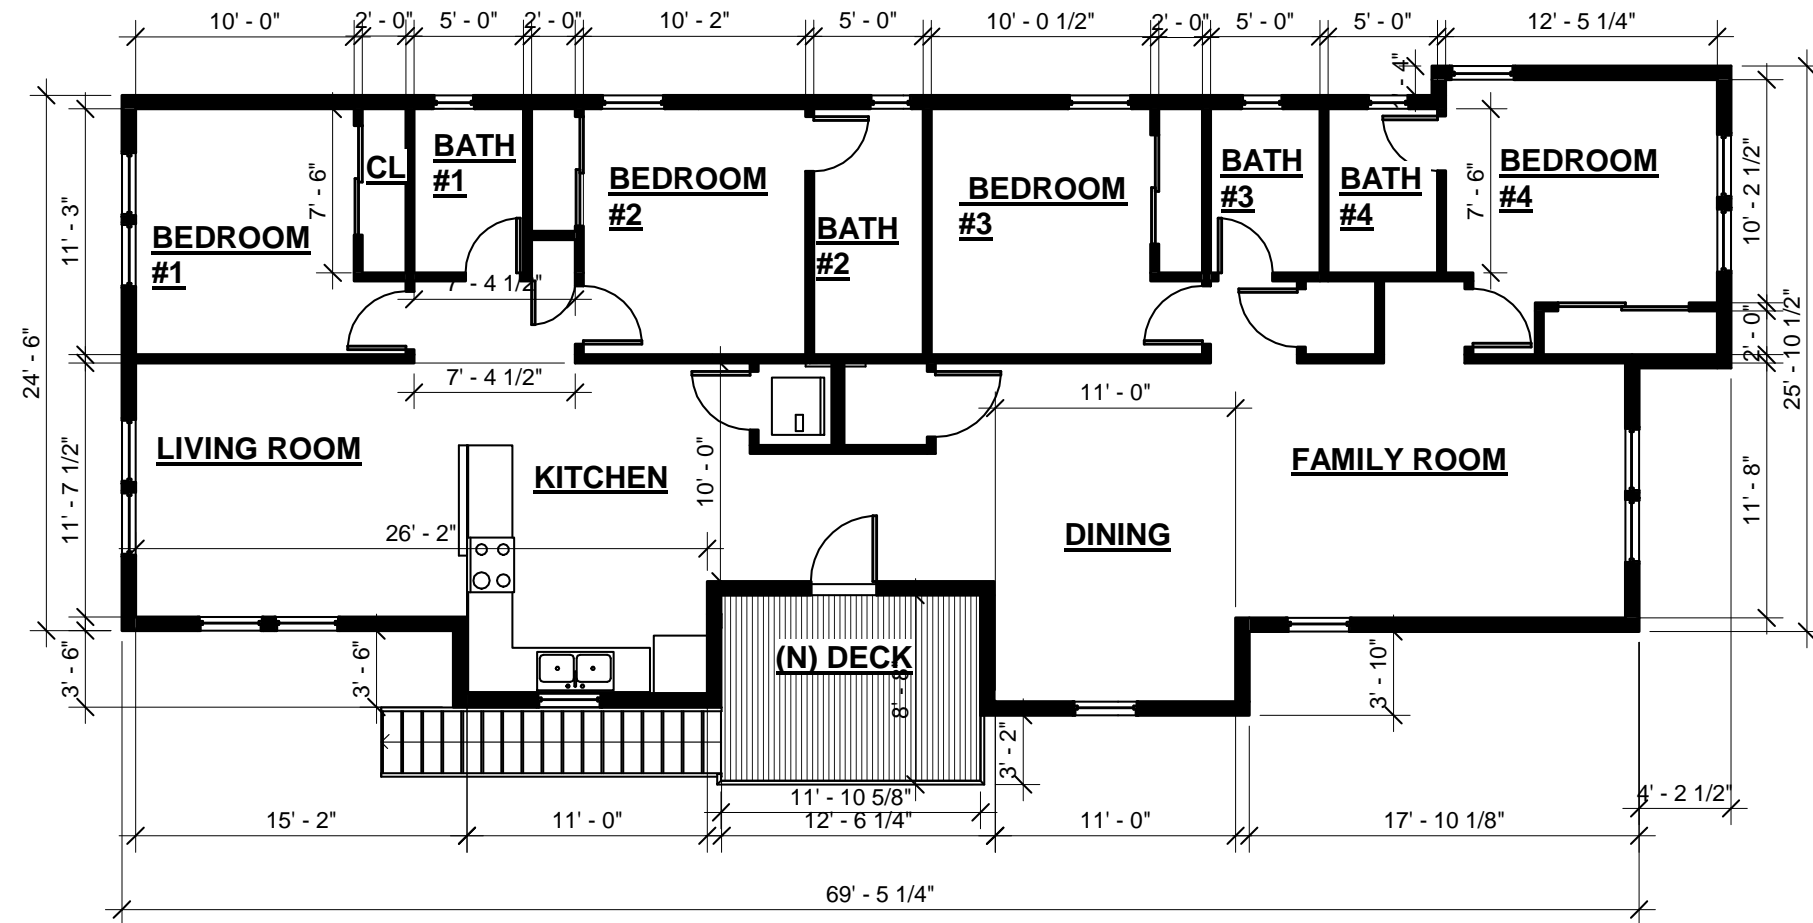 10' - 0"
2' - 0"
5' - 0"
2' - 0"
10' - 2"
5' - 0"
10' - 0 1/2"
2' - 0"
5' - 0"
5' - 0"
12' - 5 1/4"
4"
BATH
#1
CL
BEDROOM
#2
BEDROOM
#3
BATH
#3
BATH
#4
BEDROOM
#4
7' - 6"
7' - 6"
10' - 2 1/2"
11' - 3"
BEDROOM
#1
BATH
#2
7' - 4 1/2"
24' - 6"
2' - 0"
25' - 10 1/2"
7' - 4 1/2"
11' - 0"
LIVING ROOM
KITCHEN
10' - 0"
FAMILY ROOM
11' - 7 1/2"
11' - 8"
26' - 2"
DINING
(N) DECK
3' - 6"
3' - 6"
8' - 8"
3' - 10"
3' - 2"
11' - 10 5/8"
4' - 2 1/2"
15' - 2"
11' - 0"
12' - 6 1/4"
11' - 0"
17' - 10 1/8"
69' - 5 1/4"